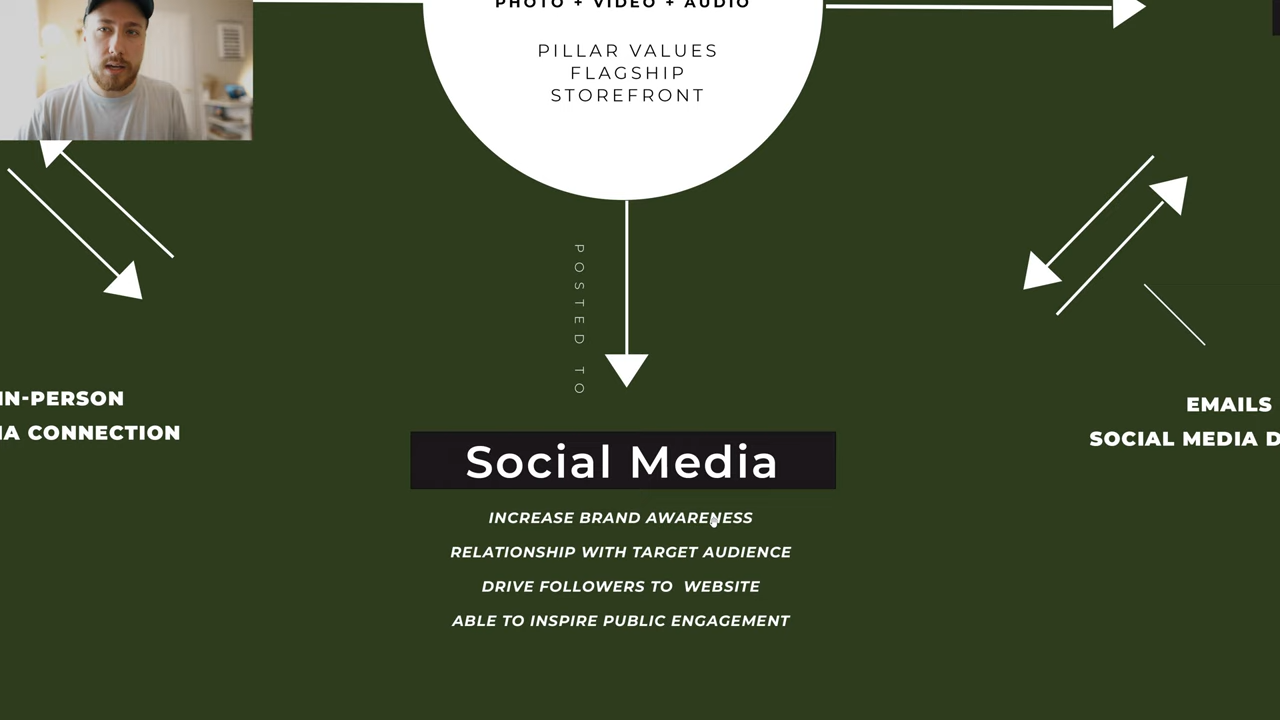 PHOTO + VIDEO + AUDIO
PILLAR VALUES
FLAGSHIP
STOREFRONT
POSTED TO
IN-PERSON
IA CONNECTION
EMAILS
SOCIAL MEDIA D
Social Media
INCREASE BRAND AWARENESS
RELATIONSHIP WITH TARGET AUDIENCE
DRIVE FOLLOWERS TO WEBSITE
ABLE TO INSPIRE PUBLIC ENGAGEMENT